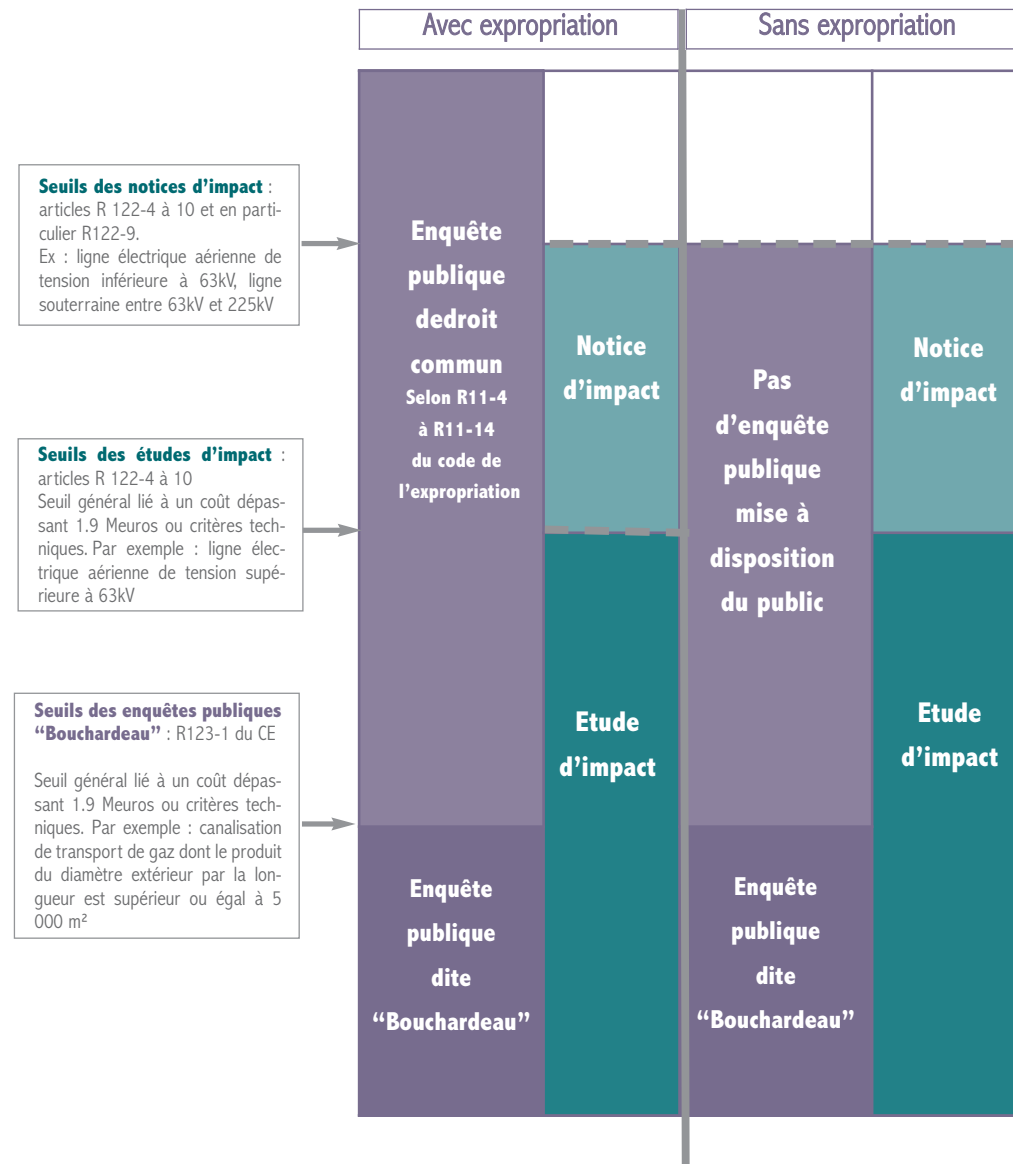 Avec expropriation
Sans expropriation
Seuils des notices d’impact :
articles R 122-4 à 10 et en parti-
culier R122-9.
Ex : ligne électrique aérienne de
tension inférieure à 63kV, ligne
souterraine entre 63kV et 225kV
Seuils des études d’impact :
articles R 122-4 à 10
Seuil général lié à un coût dépas-
sant 1.9 Meuros ou critères tech-
niques. Par exemple : ligne élec-
trique aérienne de tension supé-
rieure à 63kV
Seuils des enquêtes publiques
“Bouchardeau” : R123-1 du CE
Seuil général lié à un coût dépas-
sant 1.9 Meuros ou critères tech-
niques. Par exemple : canalisation
de transport de gaz dont le produit
du diamètre extérieur par la lon-
gueur est supérieur ou égal à 5
000 m²
Enquête
publique
dedroit
commun
Selon R11-4
à R11-14
du code de
l’expropriation
Enquête
publique
dite
“Bouchardeau”
Notice
d’impact
Etude
d’impact
Pas
d’enquête
publique
mise à
disposition
du public
Enquête
publique
dite
“Bouchardeau”
Notice
d’impact
Etude
d’impact